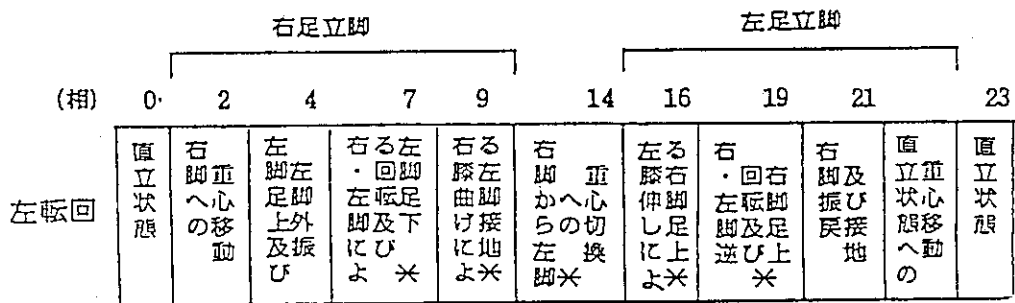 右足立脚
左足立脚
(相) 0 2 4 7 9 14 16 19 21 23
左転回
直立状態
右脚への
重心移動
左脚足上及び
左脚外振
右・左脚によ
る回転及び
左脚足下*
右膝曲げによ
る左脚接地*
右脚から左脚
への
重心切換*
左膝伸しによ
る右脚足上*
右・左脚逆
回転及び
右脚足上*
右脚振戻
及び接地
直立状態への
重心移動
直立状態